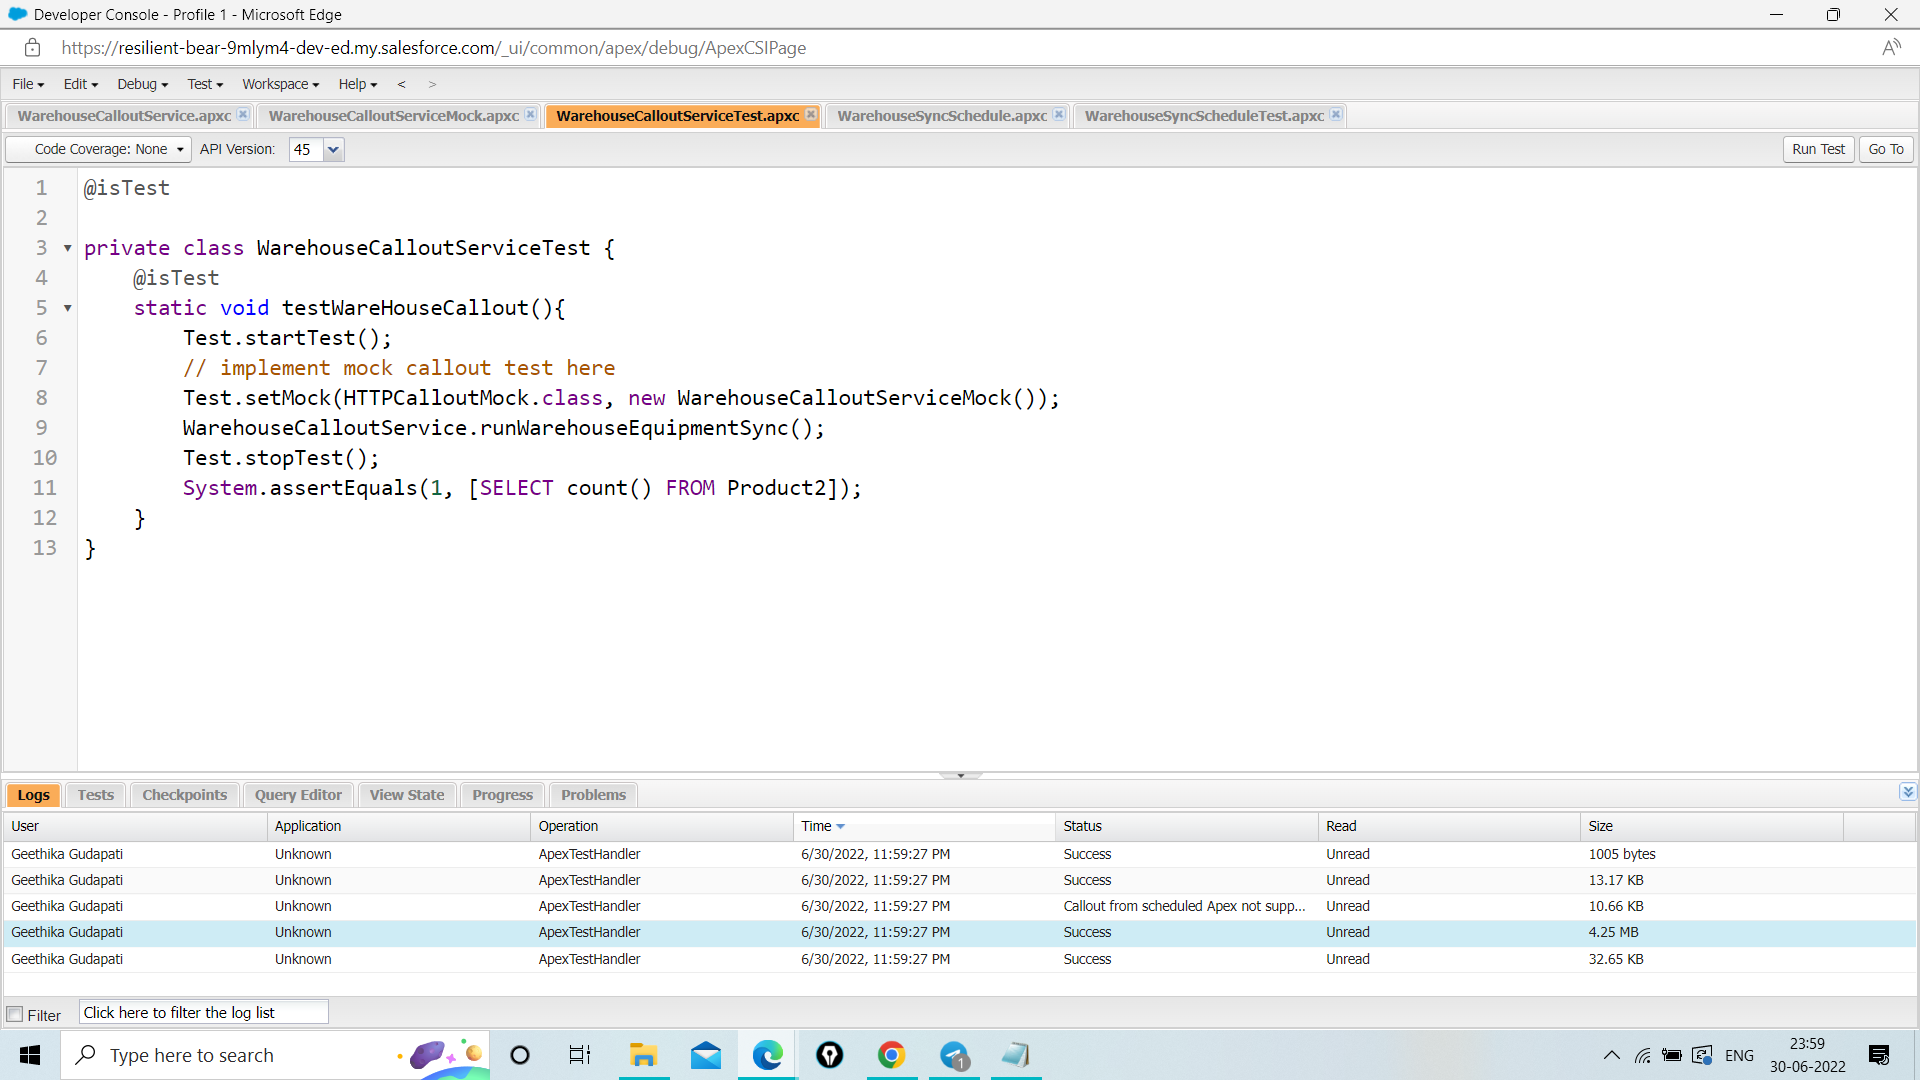 Developer Console - Profile 1 - Microsoft Edge
https://resilient-bear-9mlym4-dev-ed.my.salesforce.com/_ui/common/apex/debug/ApexCSIPage
File Edit Debug Test Workspace Help < >
WarehouseCalloutService.apxc WarehouseCalloutServiceMock.apxc WarehouseCalloutServiceTest.apxc WarehouseSyncSchedule.apxc WarehouseSyncScheduleTest.apxc
Code Coverage: None API Version: 45 Run Test Go To
1 @isTest
2
3 private class WarehouseCalloutServiceTest {
4 @isTest
5 static void testWareHouseCallout(){
6 Test.startTest();
7 // implement mock callout test here
8 Test.setMock(HTTPCalloutMock.class, new WarehouseCalloutServiceMock());
9 WarehouseCalloutService.runWarehouseEquipmentSync();
10 Test.stopTest();
11 System.assertEquals(1, [SELECT count() FROM Product2]);
12 }
13 }
Logs Tests Checkpoints Query Editor View State Progress Problems
User Application Operation Time Status Read Size
Geethika Gudapati Unknown ApexTestHandler 6/30/2022, 11:59:27 PM Success Unread 1005 bytes
Geethika Gudapati Unknown ApexTestHandler 6/30/2022, 11:59:27 PM Success Unread 13.17 KB
Geethika Gudapati Unknown ApexTestHandler 6/30/2022, 11:59:27 PM Callout from scheduled Apex not supp... Unread 10.66 KB
Geethika Gudapati Unknown ApexTestHandler 6/30/2022, 11:59:27 PM Success Unread 4.25 MB
Geethika Gudapati Unknown ApexTestHandler 6/30/2022, 11:59:27 PM Success Unread 32.65 KB
Filter Click here to filter the log list
Type here to search 1 ENG 23:59
30-06-2022